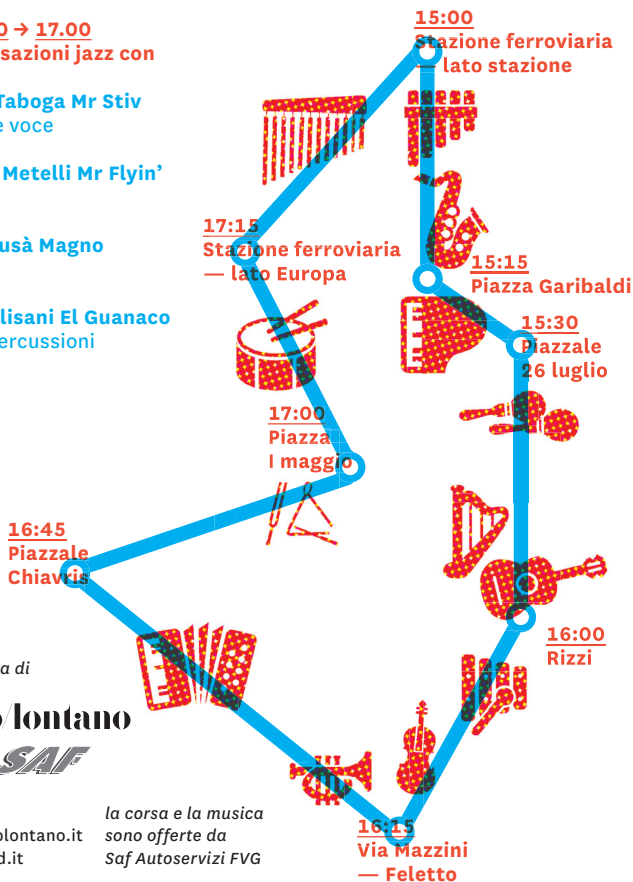 0 → 17.00
sazioni jazz con
Taboga Mr Stiv
e voce
Metelli Mr Flyin’
usà Magno
lisani El Guanaco
ercussioni
15:00
Stazione ferroviaria
— lato stazione
15:15
Piazza Garibaldi
15:30
Piazzale
26 luglio
16:00
Rizzi
16:15
Via Mazzini
— Feletto
16:45
Piazzale
Chiavris
17:00
Piazza
I maggio
17:15
Stazione ferroviaria
— lato Europa
a di
lontano
SAF
olontano.it
d.it
la corsa e la musica
sono offerte da
Saf Autoservizi FVG